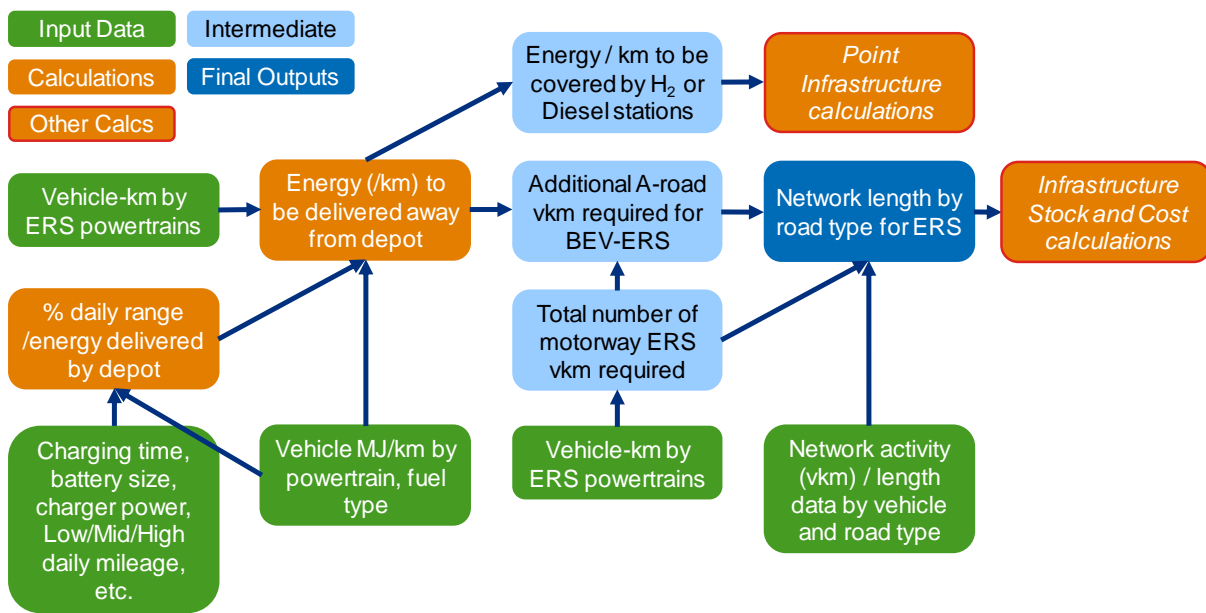 Input Data
Intermediate
Calculations
Final Outputs
Other Calcs
Energy / km to be
covered by H₂ or
Diesel stations
Point
Infrastructure
calculations
Vehicle-km by
ERS powertrains
Energy (/km) to
be delivered away
from depot
Additional A-road
vkm required for
BEV-ERS
Network length by
road type for ERS
Infrastructure
Stock and Cost
calculations
% daily range
/energy delivered
by depot
Total number of
motorway ERS
vkm required
Charging time,
battery size,
charger power,
Low/Mid/High
daily mileage,
etc.
Vehicle MJ/km by
powertrain, fuel
type
Vehicle-km by
ERS powertrains
Network activity
(vkm) / length
data by vehicle
and road type